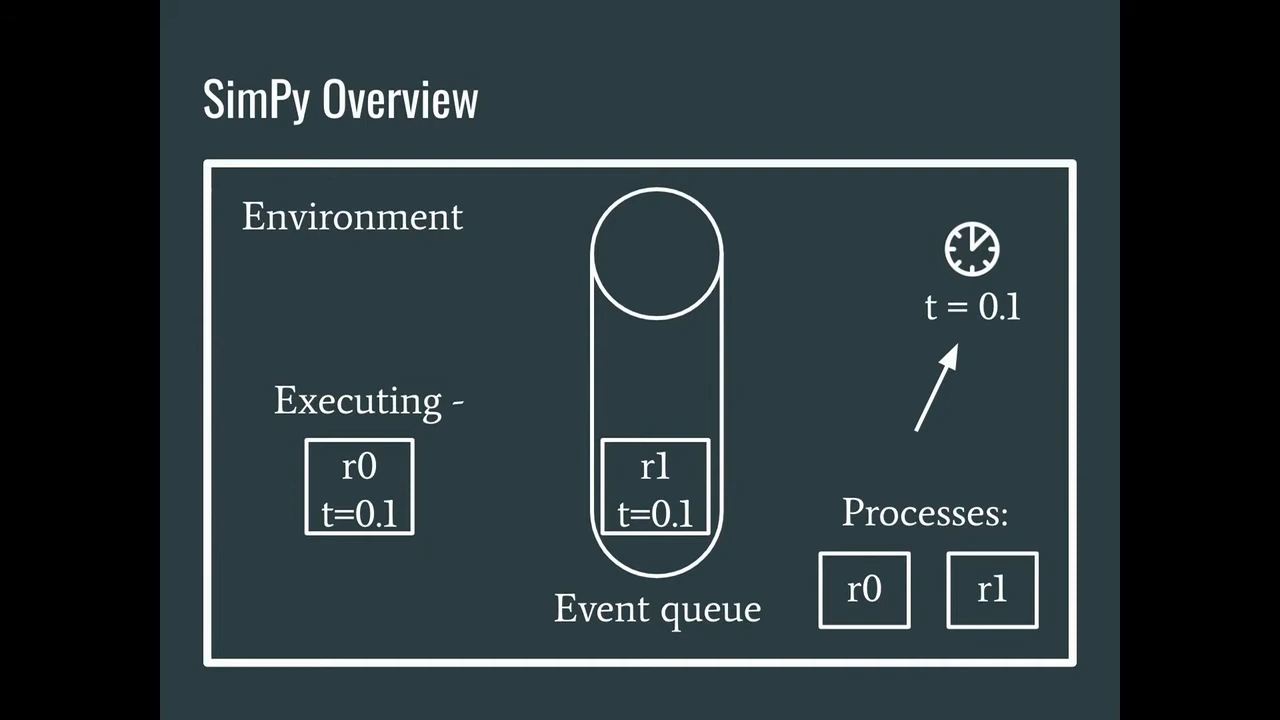 SimPy Overview
Environment
t = 0.1
Executing -
r0
t=0.1
r1
t=0.1
Event queue
Processes:
r0
r1